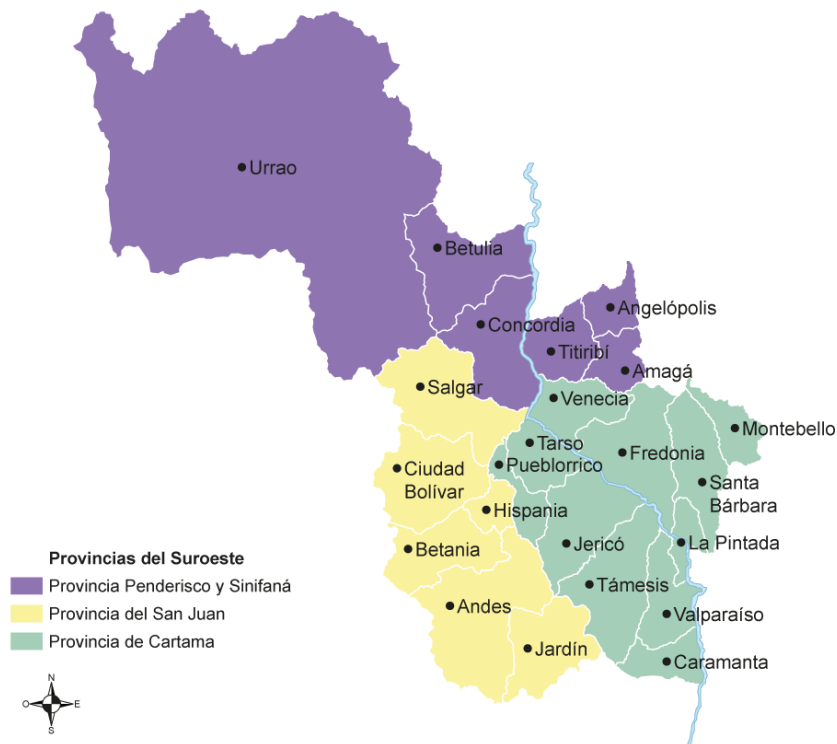 Urrao
Betulia
Concordia
Angelópolis
Titiribí
Amagá
Salgar
Venecia
Montebello
Tarso
Fredonia
Pueblorrico
Ciudad
Bolívar
Santa
Bárbara
Hispania
La Pintada
Jericó
Betania
Támesis
Andes
Valparaíso
Jardín
Caramanta
Provincias del Suroeste
Provincia Penderisco y Sinifaná
Provincia del San Juan
Provincia de Cartama
N
O
E
S